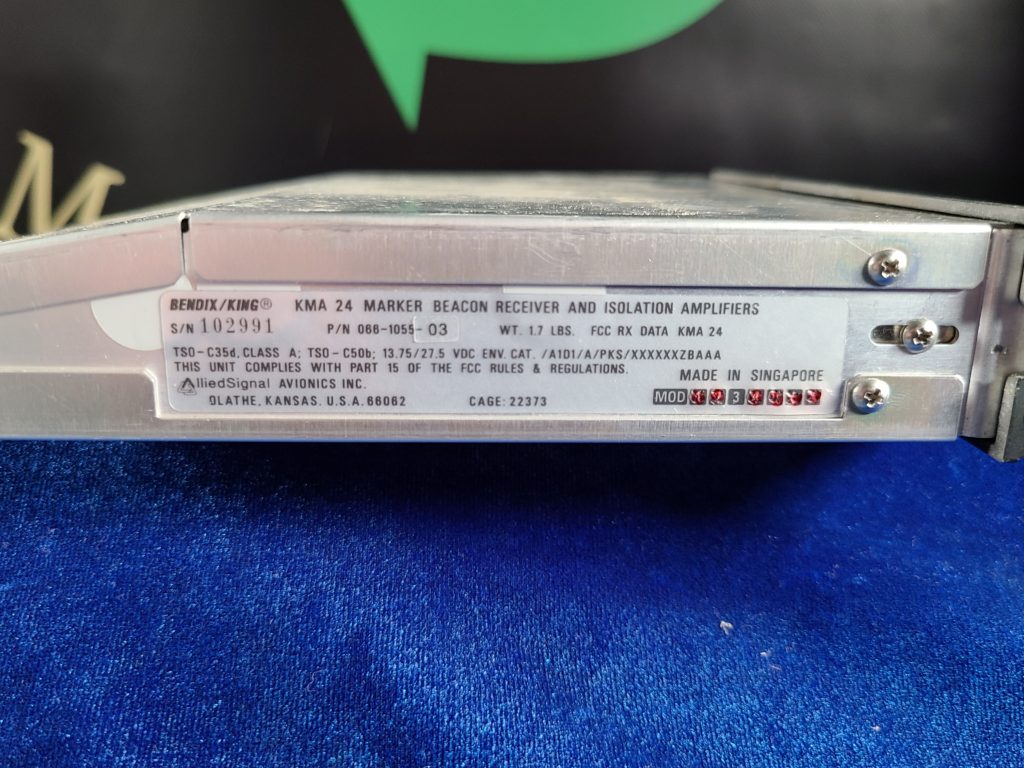 M
BENDIX/KING® KMA 24 MARKER BEACON RECEIVER AND ISOLATION AMPLIFIERS
S/N 102991 P/N 066-1055-03 WT. 1.7 LBS. FCC RX DATA KMA 24
TSO-C35d, CLASS A; TSO-C50b; 13.75/27.5 VDC ENV. CAT. /A1D1/A/PKS/XXXXXXZBAAA
THIS UNIT COMPLIES WITH PART 15 OF THE FCC RULES & REGULATIONS.
AlliedSignal AVIONICS INC. MADE IN SINGAPORE
OLATHE, KANSAS. U.S.A. 66062 CAGE: 22373 MOD 3